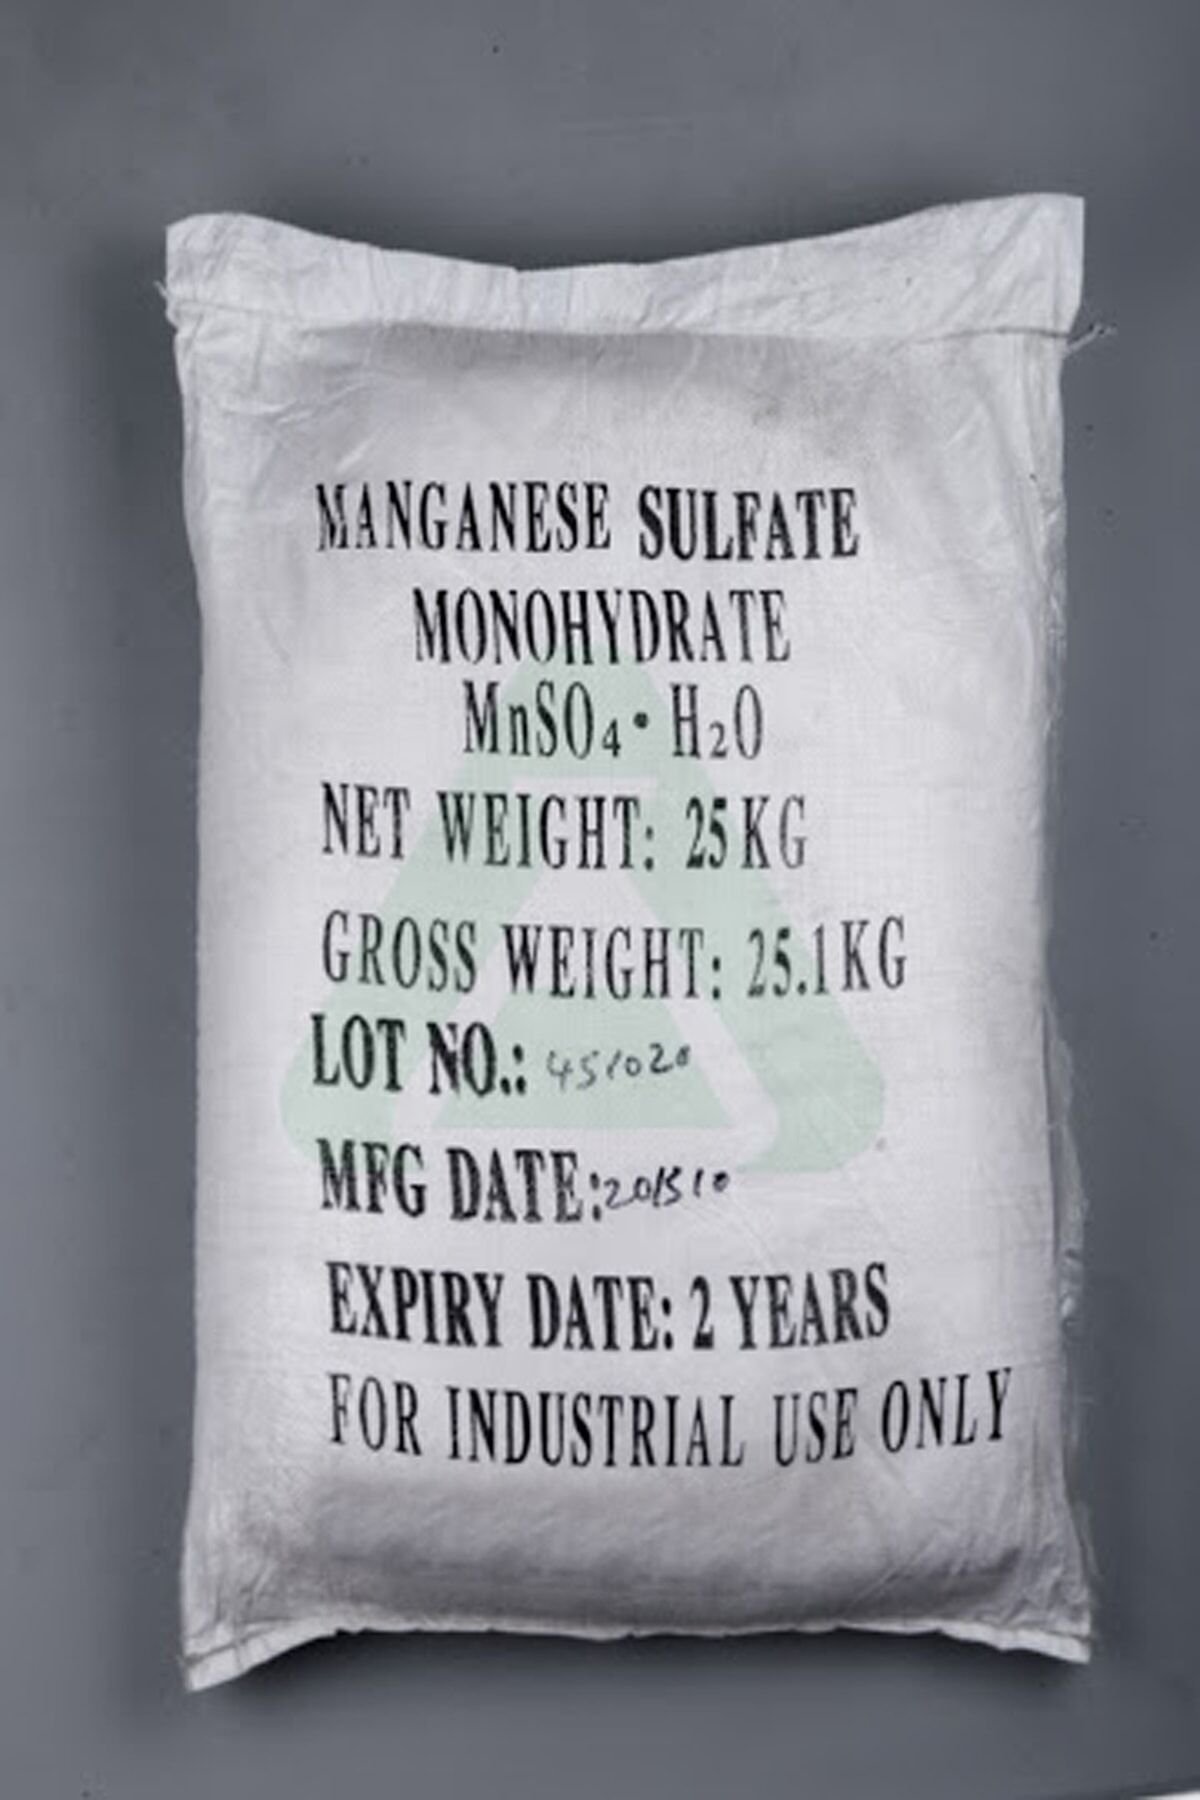 MANGANESE SULFATE
MONOHYDRATE
MnSO₄· H₂O
NET WEIGHT: 25KG
GROSS WEIGHT: 25.1KG
LOT NO.: 451020
MFG DATE: 201510
EXPIRY DATE: 2 YEARS
FOR INDUSTRIAL USE ONLY